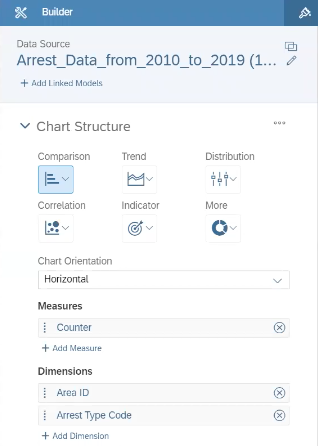 Builder
Data Source
Arrest_Data_from_2010_to_2019 (1...
+ Add Linked Models
Chart Structure
Comparison Trend Distribution
Correlation Indicator More
Chart Orientation
Horizontal
Measures
Counter
+ Add Measure
Dimensions
Area ID
Arrest Type Code
+ Add Dimension